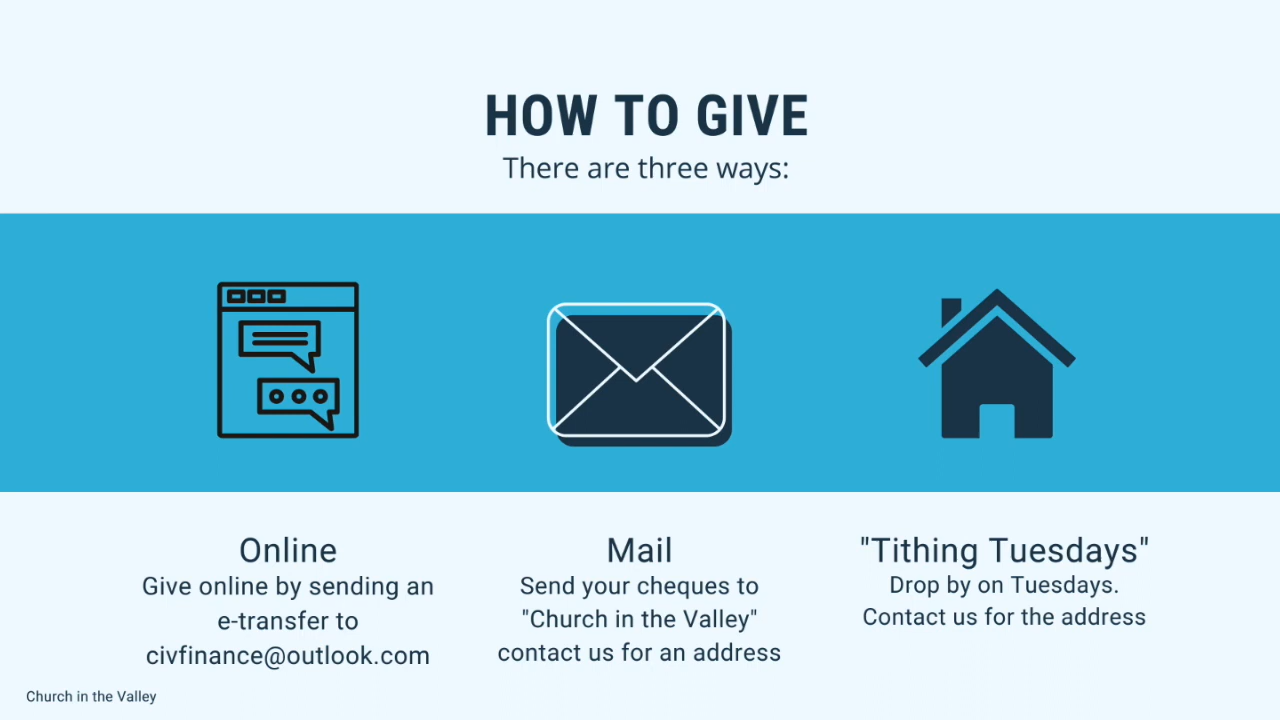 HOW TO GIVE
There are three ways:
Online
Give online by sending an
e-transfer to
civfinance@outlook.com
Mail
Send your cheques to
"Church in the Valley"
contact us for an address
"Tithing Tuesdays"
Drop by on Tuesdays.
Contact us for the address
Church in the Valley